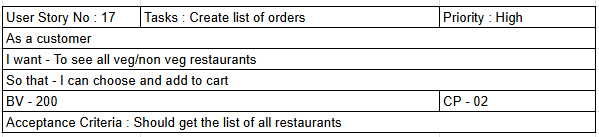 User Story No : 17 Tasks : Create list of orders Priority : High
As a customer
I want - To see all veg/non veg restaurants
So that - I can choose and add to cart
BV - 200 CP - 02
Acceptance Criteria : Should get the list of all restaurants